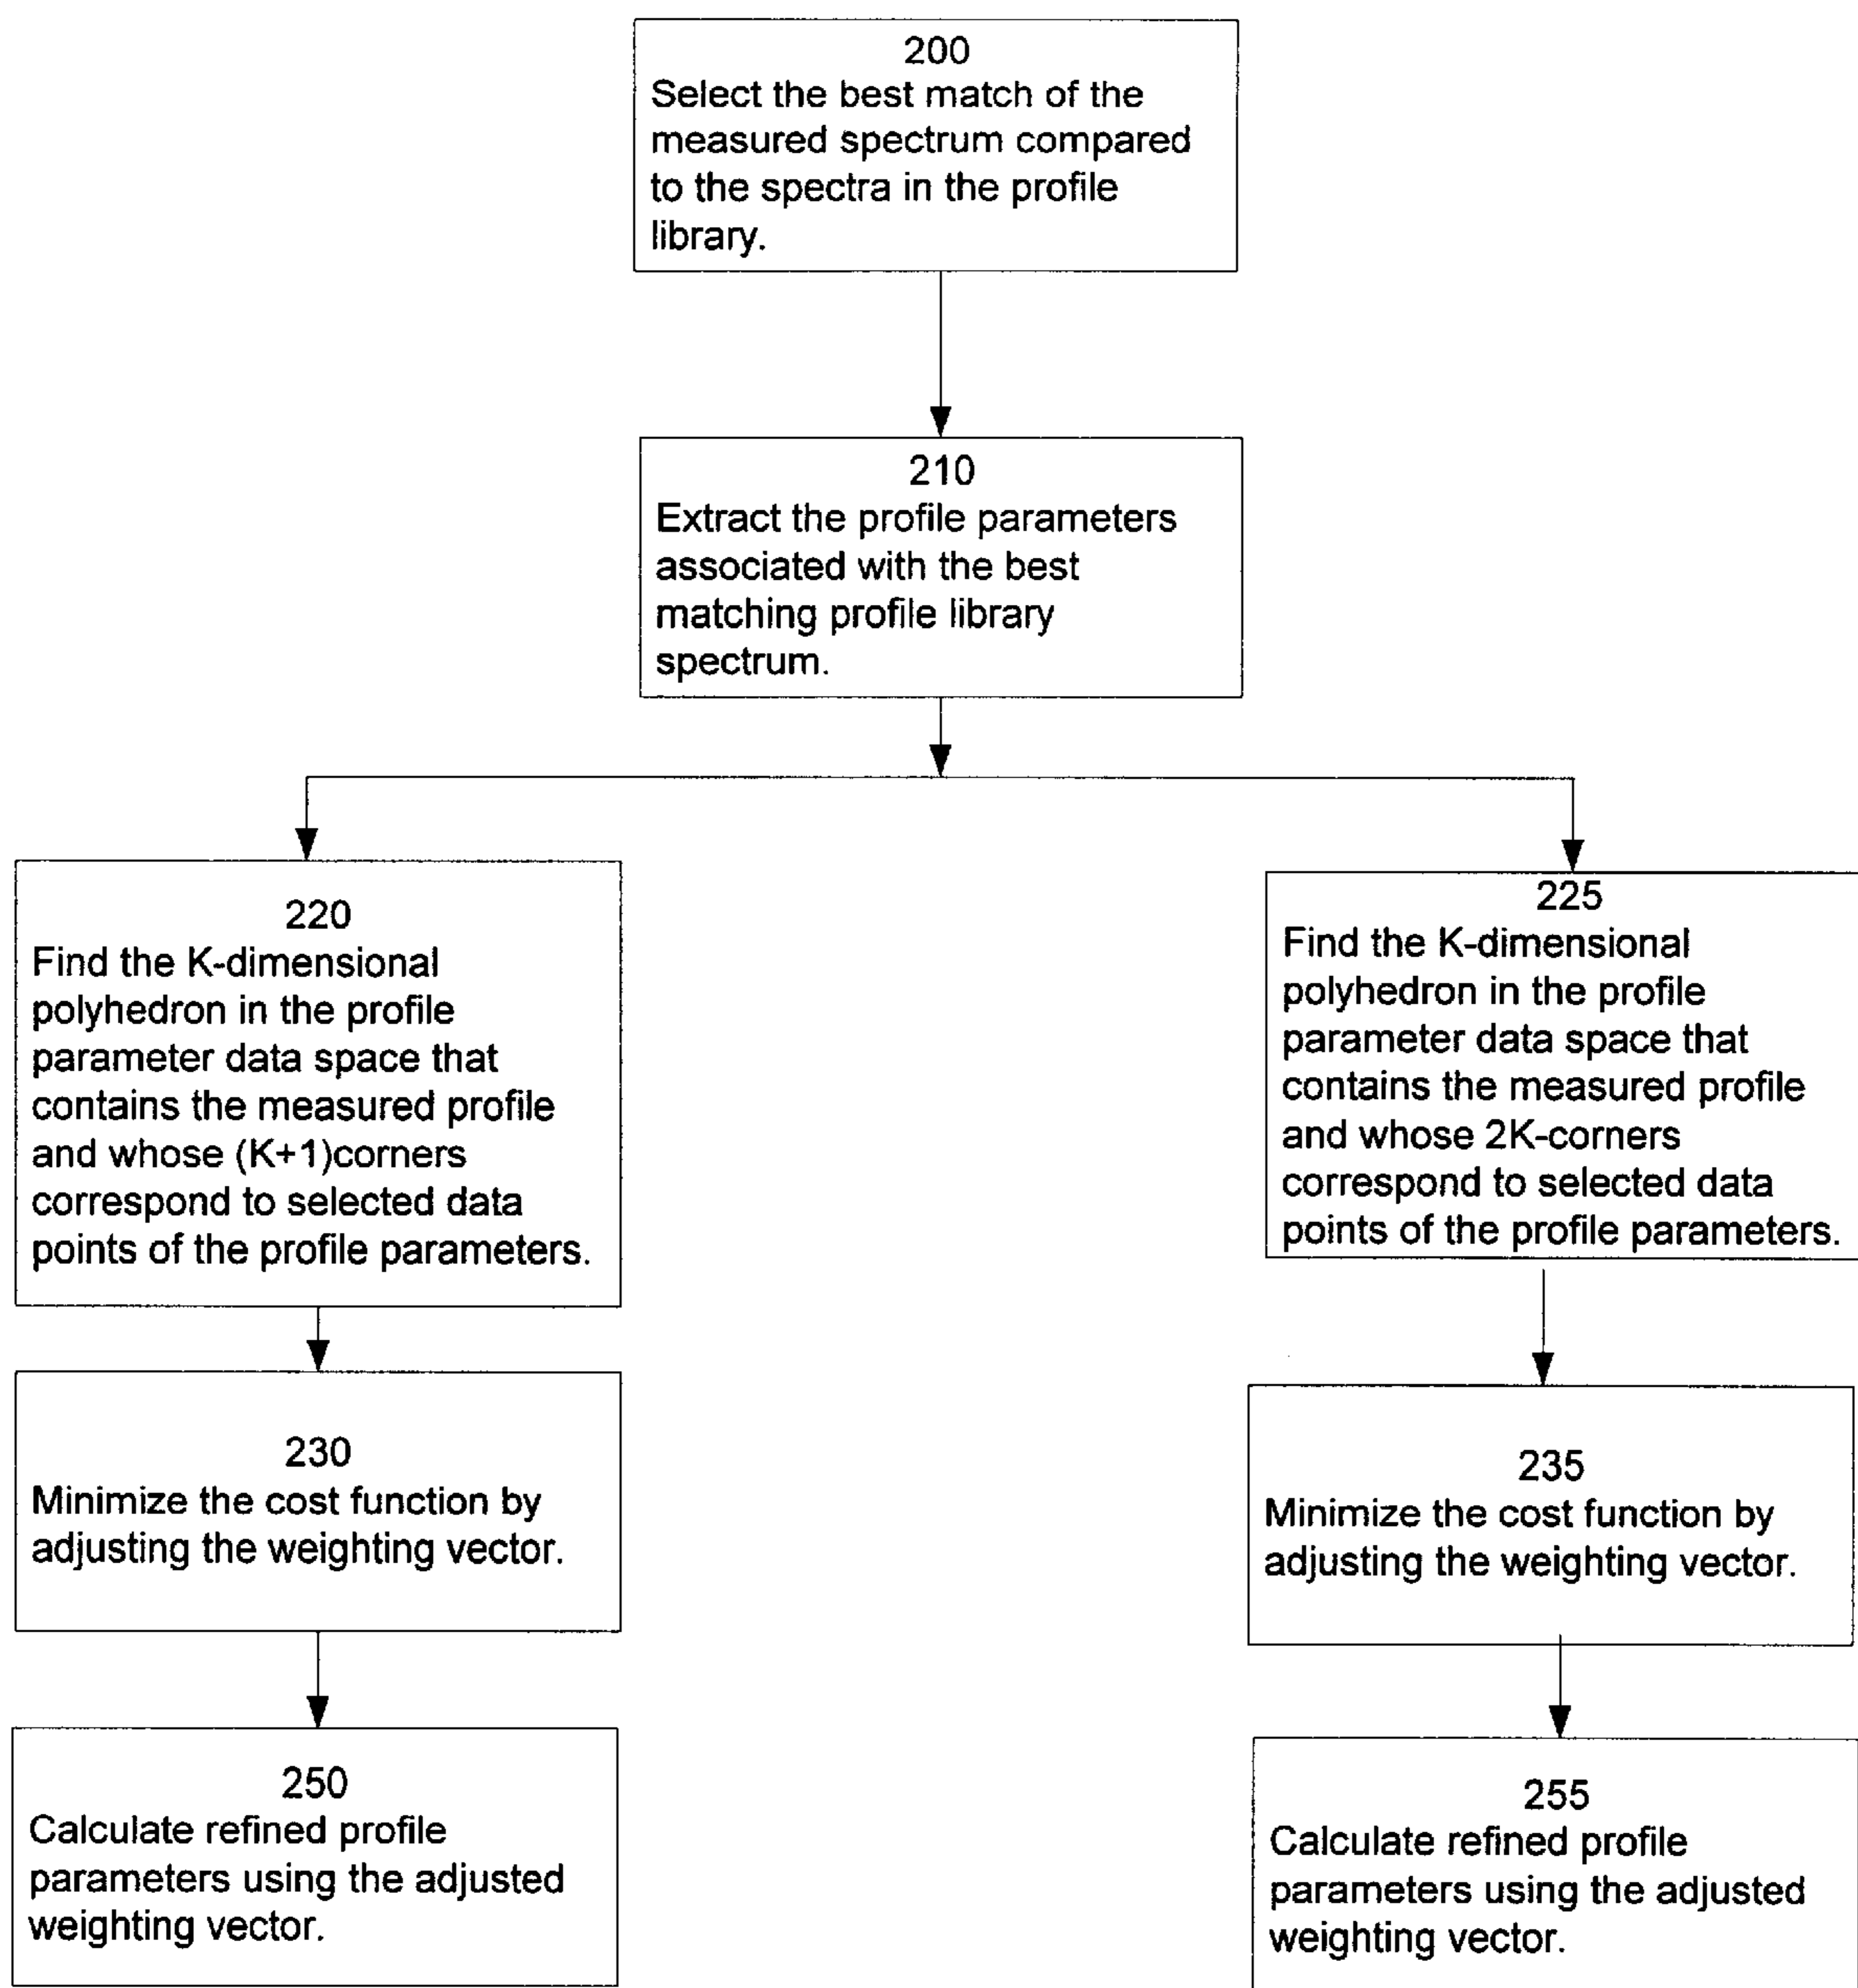 200
Select the best match of the
measured spectrum compared
to the spectra in the profile
library.
210
Extract the profile parameters
associated with the best
matching profile library
spectrum.
220
Find the K-dimensional
polyhedron in the profile
parameter data space that
contains the measured profile
and whose (K+1)corners
correspond to selected data
points of the profile parameters.
225
Find the K-dimensional
polyhedron in the profile
parameter data space that
contains the measured profile
and whose 2K-corners
correspond to selected data
points of the profile parameters.
230
Minimize the cost function by
adjusting the weighting vector.
235
Minimize the cost function by
adjusting the weighting vector.
250
Calculate refined profile
parameters using the adjusted
weighting vector.
255
Calculate refined profile
parameters using the adjusted
weighting vector.